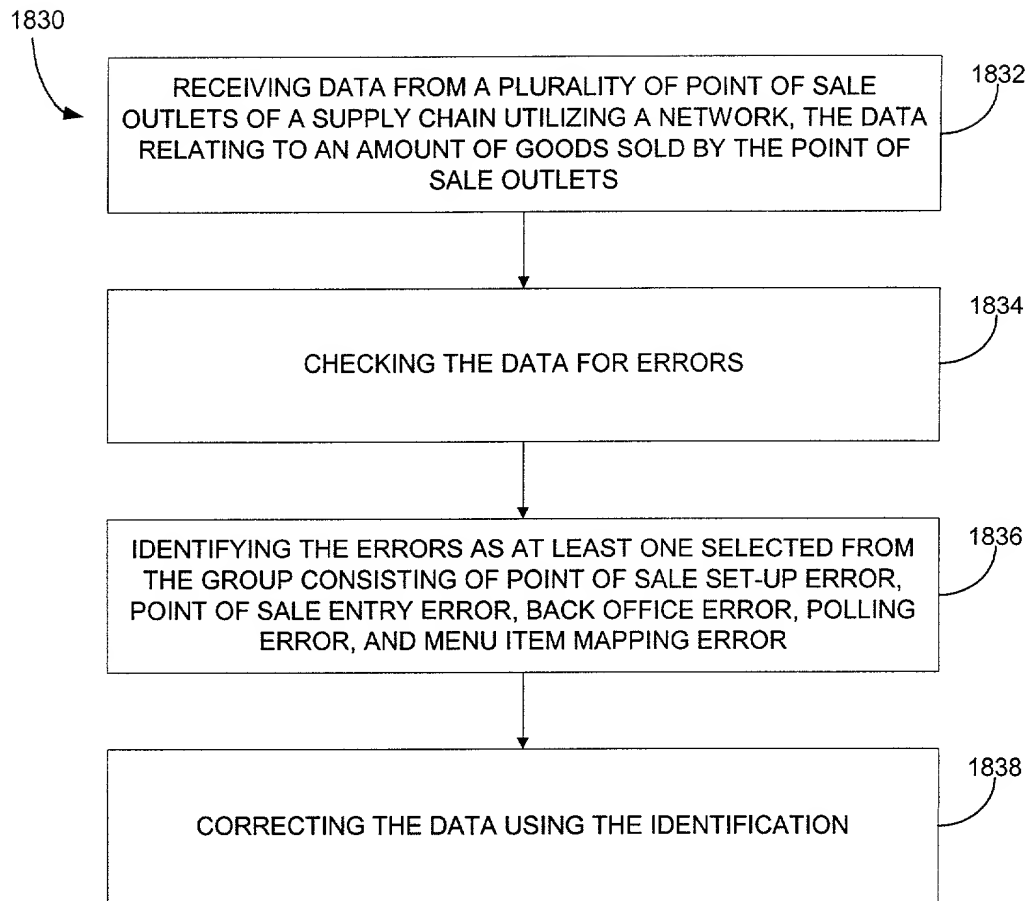 1830
RECEIVING DATA FROM A PLURALITY OF POINT OF SALE
OUTLETS OF A SUPPLY CHAIN UTILIZING A NETWORK, THE DATA
RELATING TO AN AMOUNT OF GOODS SOLD BY THE POINT OF
SALE OUTLETS
1832
CHECKING THE DATA FOR ERRORS
1834
IDENTIFYING THE ERRORS AS AT LEAST ONE SELECTED FROM
THE GROUP CONSISTING OF POINT OF SALE SET-UP ERROR,
POINT OF SALE ENTRY ERROR, BACK OFFICE ERROR, POLLING
ERROR, AND MENU ITEM MAPPING ERROR
1836
CORRECTING THE DATA USING THE IDENTIFICATION
1838